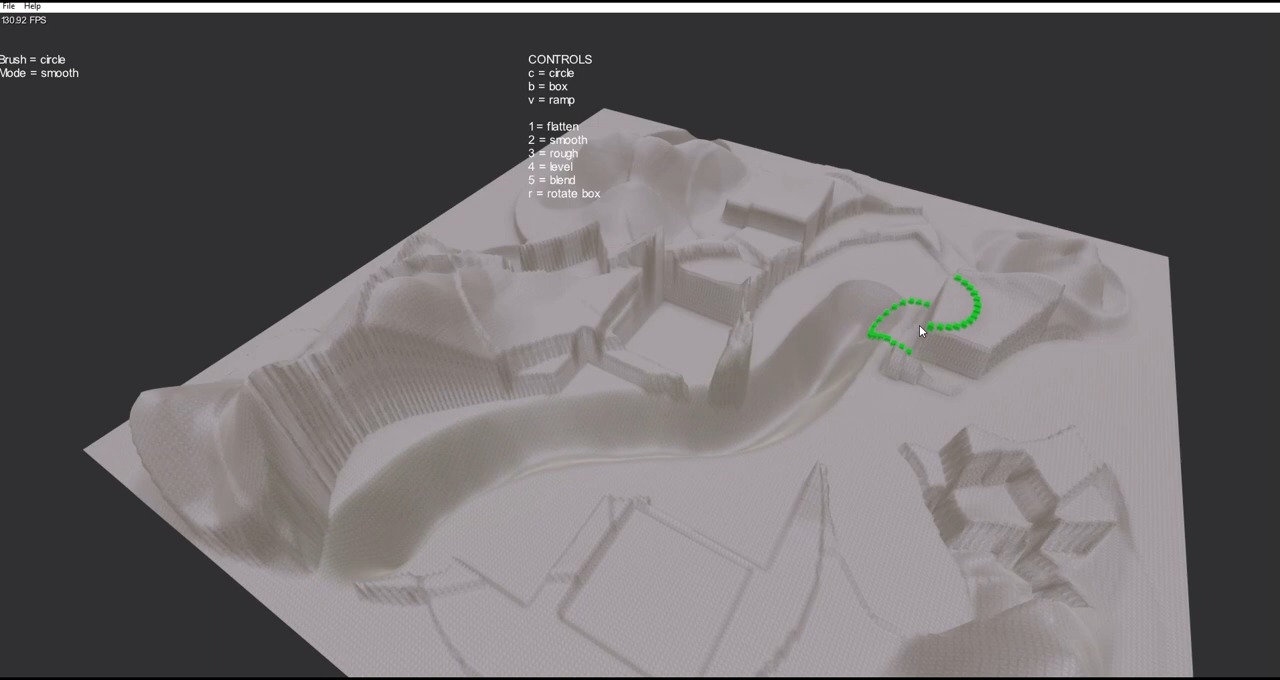 File Help
130.92 FPS
Brush = circle
Mode = smooth
CONTROLS
c = circle
b = box
v = ramp
1 = flatten
2 = smooth
3 = rough
4 = level
5 = blend
r = rotate box